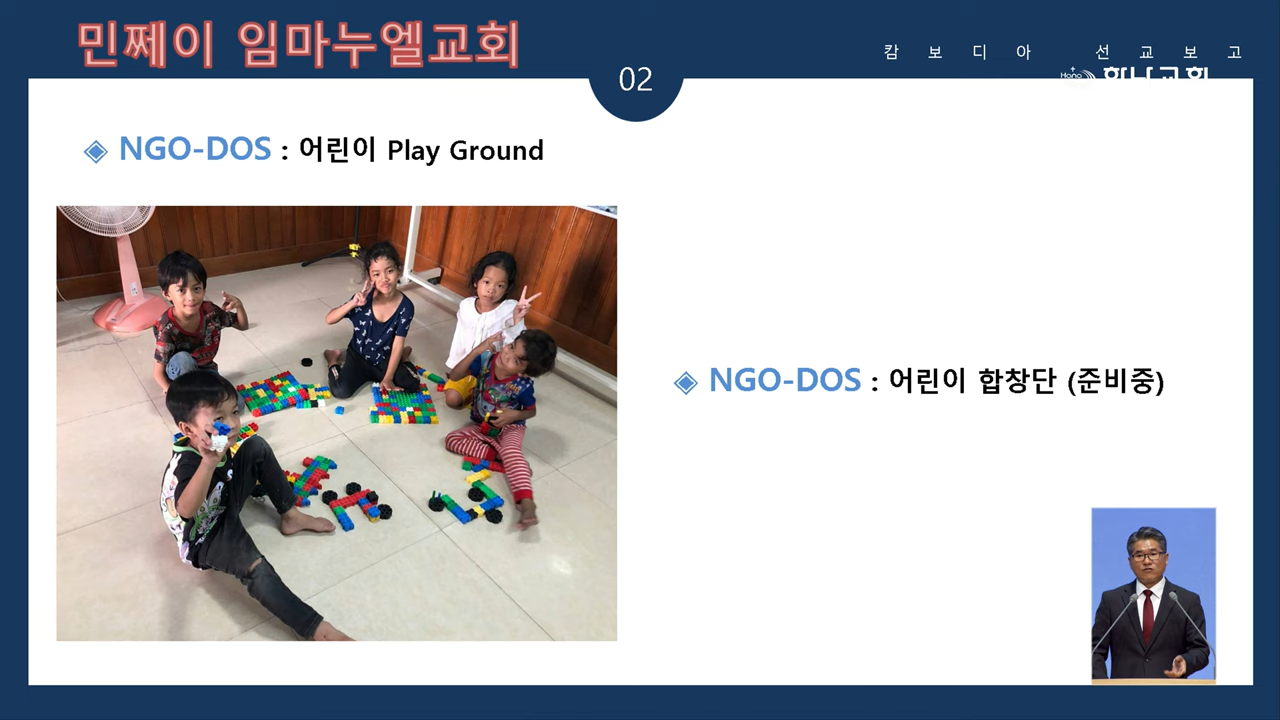 민쩨이 임마누엘교회
캄보디아 선교보고
02
◈ NGO-DOS : 어린이 Play Ground
◈ NGO-DOS : 어린이 합창단 (준비중)